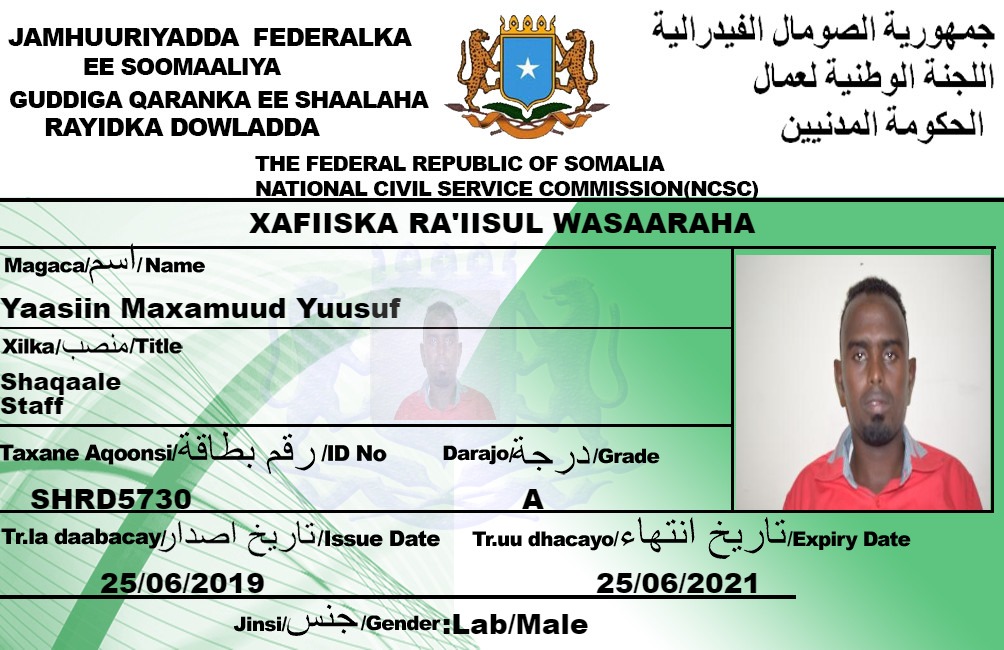 JAMHUURIYADDA FEDERALKA
EE SOOMAALIYA
GUDDIGA QARANKA EE SHAALAHA
RAYIDKA DOWLADDA
جمهورية الصومال الفيدرالية
اللجنة الوطنية لعمال
الحكومة المدنيين
THE FEDERAL REPUBLIC OF SOMALIA
NATIONAL CIVIL SERVICE COMMISSION(NCSC)
XAFIISKA RA'IISUL WASAARAHA
Magaca/اسم/Name
Yaasiin Maxamuud Yuusuf
Xilka/منصب/Title
Shaqaale
Staff
Taxane Aqoonsi/رقم بطاقة/ID No
Darajo/درجة/Grade
SHRD5730
A
Tr.la daabacay/تاريخ اصدار/Issue Date
Tr.uu dhacayo/تاريخ انتهاء/Expiry Date
25/06/2019
25/06/2021
Jinsi/جنس/Gender:Lab/Male